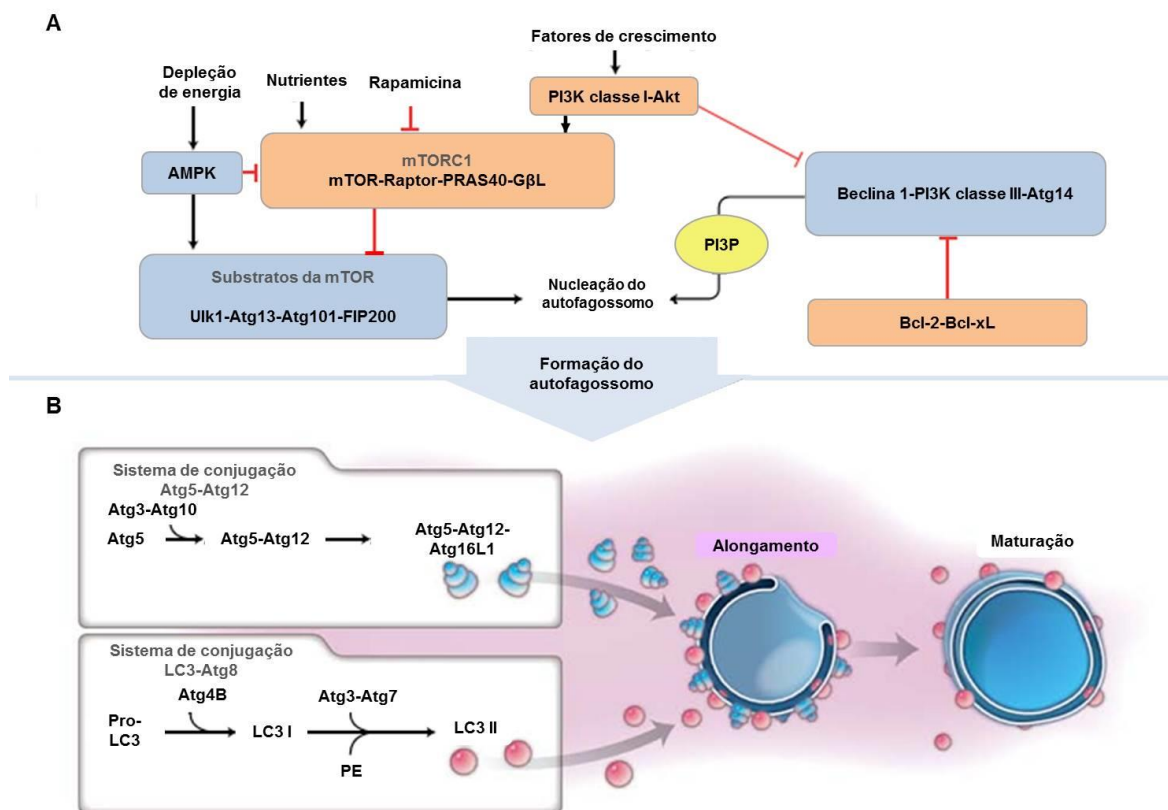 A
Fatores de crescimento
Depleção
de energia
Nutrientes
Rapamicina
PI3K classe I-Akt
AMPK
mTORC1
mTOR-Raptor-PRAS40-GβL
Beclina 1-PI3K classe III-Atg14
PI3P
Substratos da mTOR
Ulk1-Atg13-Atg101-FIP200
Nucleação do
autofagossomo
Bcl-2-Bcl-xL
Formação do
autofagossomo
B
Sistema de conjugação
Atg5-Atg12
Atg3-Atg10
Atg5
Atg5-Atg12
Atg5-Atg12-
Atg16L1
Alongamento
Maturação
Sistema de conjugação
LC3-Atg8
Atg4B
Atg3-Atg7
Pro-
LC3
LC3 I
LC3 II
PE